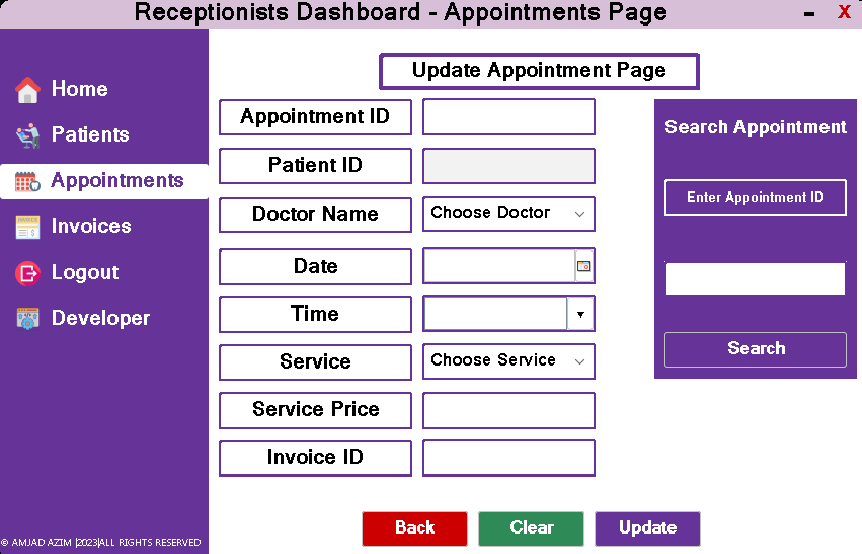 Receptionists Dashboard - Appointments Page
X
Home
Patients
Appointments
Invoices
Logout
Developer
© AMJAD AZIM |2023|ALL RIGHTS RESERVED
Update Appointment Page
Appointment ID
Patient ID
Doctor Name
Choose Doctor
Date
Time
Service
Choose Service
Service Price
Invoice ID
Back
Clear
Update
Search Appointment
Enter Appointment ID
Search